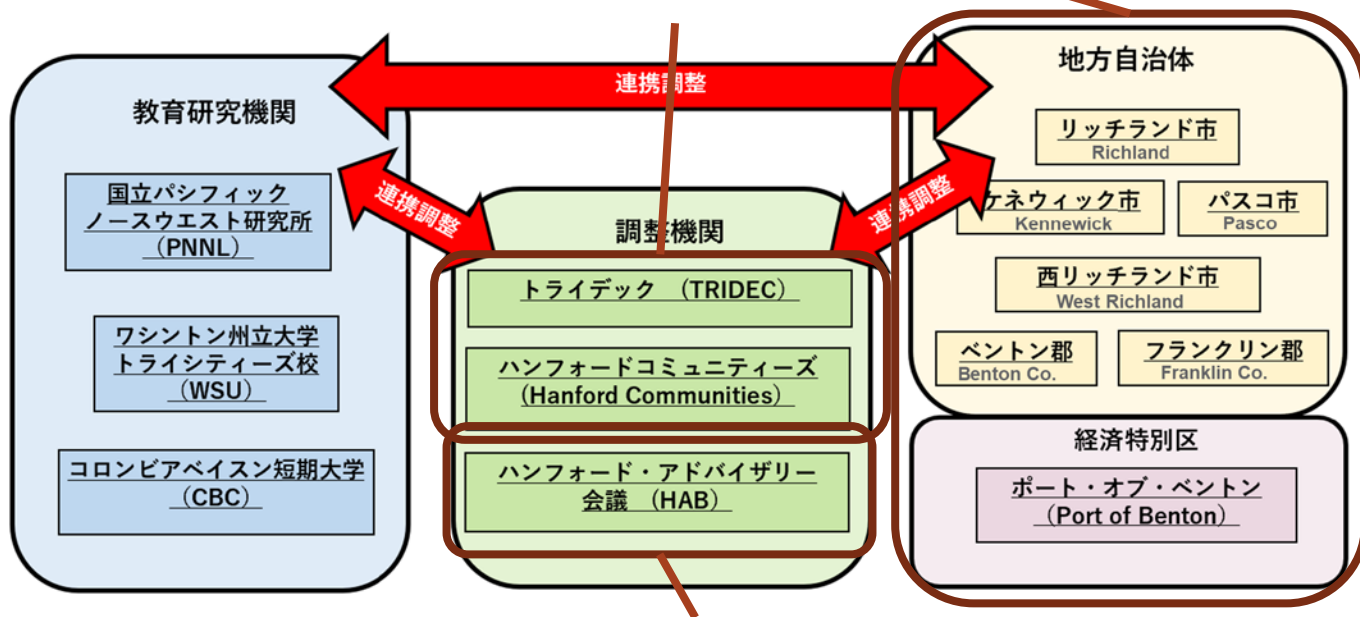 教育研究機関
国立パシフィック
ノースウエスト研究所
（PNNL）
ワシントン州立大学
トライシティーズ校
（WSU）
コロンビアベイスン短期大学
（CBC）
連携調整
連携調整
連携調整
調整機関
トライデック （TRIDEC）
ハンフォードコミュニティーズ
(Hanford Communities）
ハンフォード・アドバイザリー
会議 （HAB）
地方自治体
リッチランド市
Richland
ケネウィック市
Kennewick
パスコ市
Pasco
西リッチランド市
West Richland
ベントン郡
Benton Co.
フランクリン郡
Franklin Co.
経済特別区
ポート・オブ・ベントン
（Port of Benton）